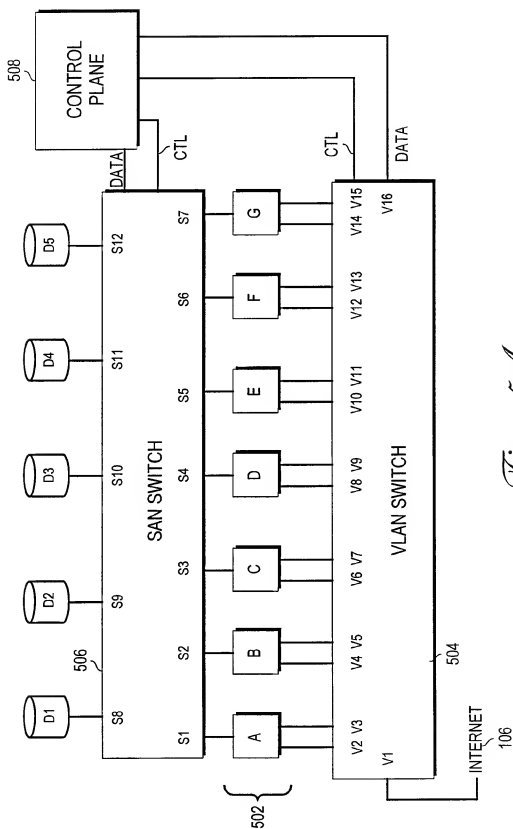 508
CONTROL
PLANE
DATA
CTL
CTL
DATA
D1
D2
D3
D4
D5
506
S8
S9
S10
S11
S12
SAN SWITCH
S1
S2
S3
S4
S5
S6
S7
502
A
B
C
D
E
F
G
V2 V3
V4 V5
V6 V7
V8 V9
V10 V11
V12 V13
V14 V15
V1
VLAN SWITCH
V16
504
INTERNET
106